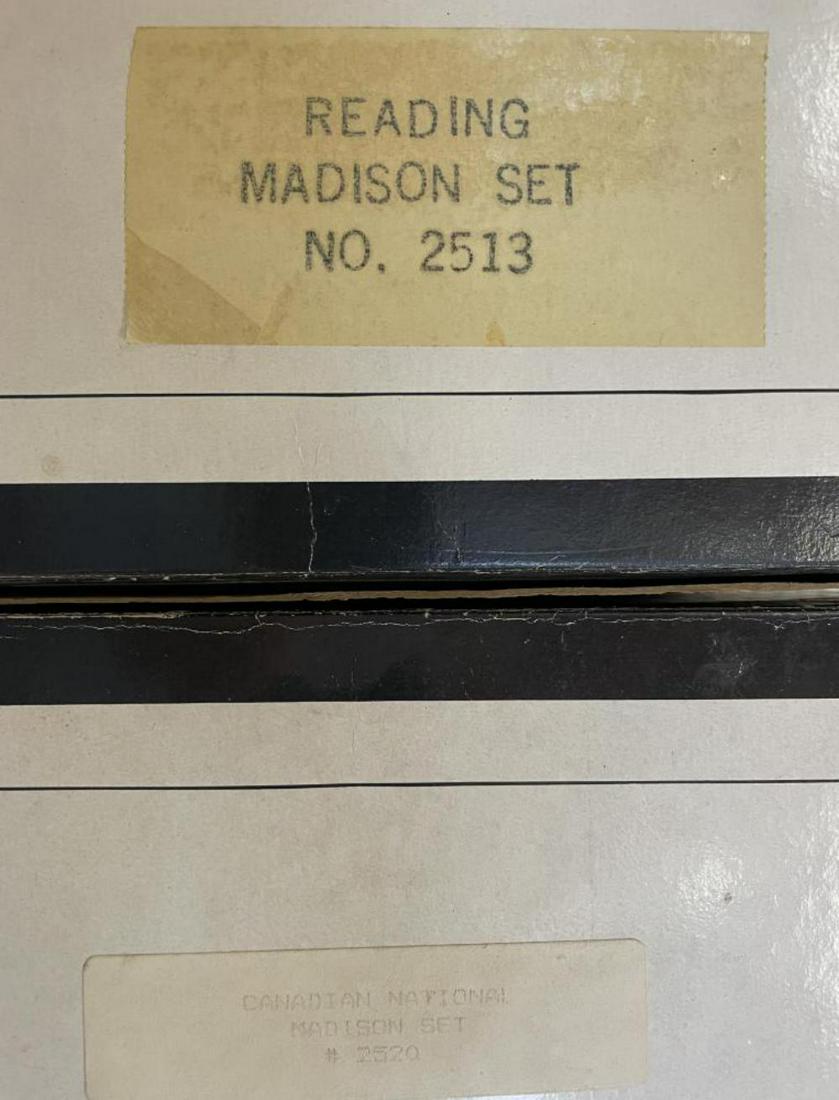 READING
MADISON SET
NO. 2513
CANADIAN NATIONAL
MADISON SET
# 2520